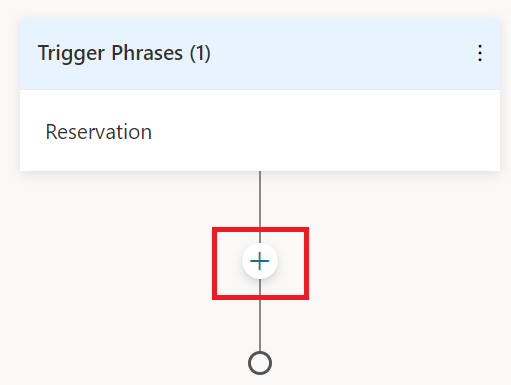 Trigger Phrases (1)
Reservation